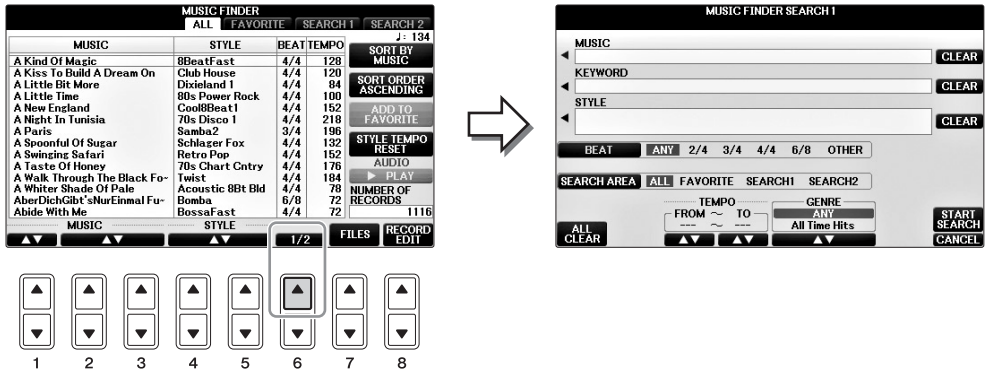 MUSIC FINDER
ALL FAVORITE SEARCH 1 SEARCH 2
♩: 134
MUSIC STYLE BEAT TEMPO
A Kind Of Magic 8BeatFast 4/4 128
A Kiss To Build A Dream On Club House 4/4 120
A Little Bit More Dixieland 1 4/4 84
A Little Time 80s Power Rock 4/4 100
A New England Cool8Beat1 4/4 152
A Night In Tunisia 70s Disco 1 4/4 218
A Paris Samba2 3/4 196
A Spoonful Of Sugar Schlager Fox 4/4 132
A Swinging Safari Retro Pop 4/4 152
A Taste Of Honey 70s Chart Cntry 4/4 176
A Walk Through The Black Fo~ Twist 4/4 184
A Whiter Shade Of Pale Acoustic 8Bt Bld 4/4 78
AberDichGibt'sNurEinmal Fu~ Bomba 6/8 72
Abide With Me BossaFast 4/4 72
SORT BY
MUSIC
SORT ORDER
ASCENDING
ADD TO
FAVORITE
STYLE TEMPO
RESET
AUDIO
▶ PLAY
NUMBER OF
RECORDS
1116
MUSIC STYLE
▲▼ ▲▼ ▲▼ 1/2 FILES RECORD
EDIT
1 2 3 4 5 6 7 8
MUSIC FINDER SEARCH 1
MUSIC
CLEAR
KEYWORD
CLEAR
STYLE
CLEAR
BEAT ANY 2/4 3/4 4/4 6/8 OTHER
SEARCH AREA ALL FAVORITE SEARCH1 SEARCH2
TEMPO GENRE
FROM ~ TO ANY
--- ~ --- All Time Hits
ALL
CLEAR
▲▼ ▲▼ ▲▼
START
SEARCH
CANCEL